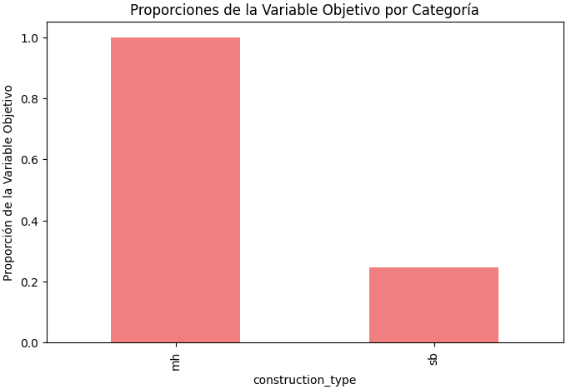 Proporciones de la Variable Objetivo por Categoría
Proporción de la Variable Objetivo
1.0
0.8
0.6
0.4
0.2
0.0
mh
sb
construction_type